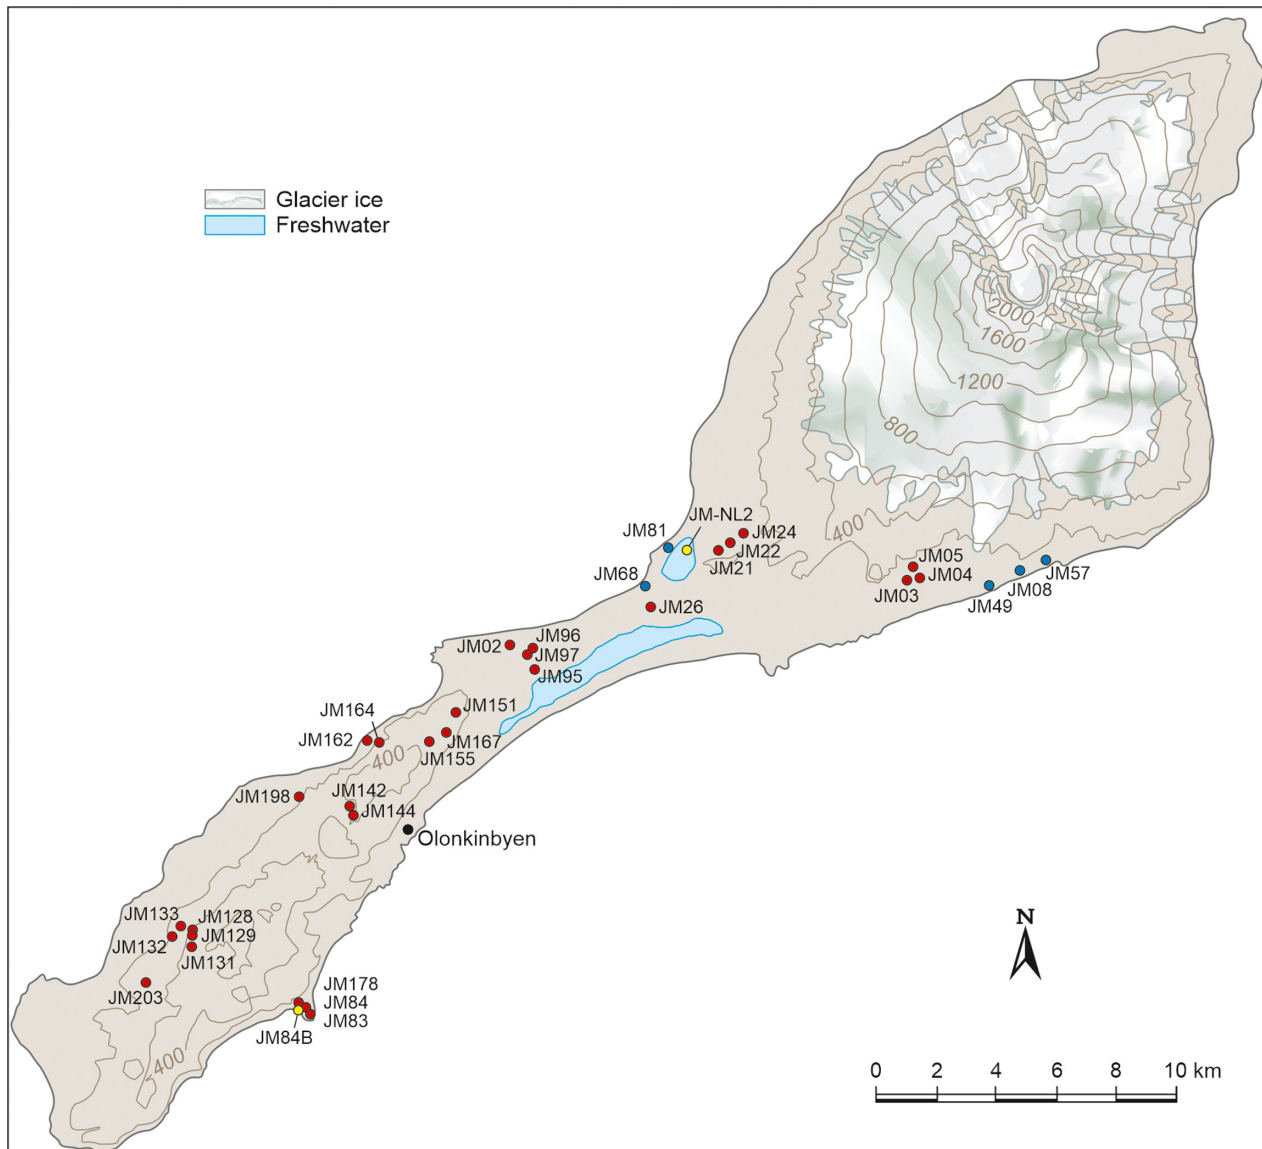 Glacier ice
Freshwater
2000
1600
1200
800
400
JM-NL2
JM81
JM24
JM22
JM21
JM68
JM05
JM04
JM03
JM57
JM08
JM49
JM26
JM02
JM96
JM97
JM95
JM151
JM164
JM162
JM167
JM155
400
JM198
JM142
JM144
Olonkinbyen
JM133
JM128
JM129
JM132
JM131
JM203
JM178
JM84
JM83
JM84B
400
N
0 2 4 6 8 10 km